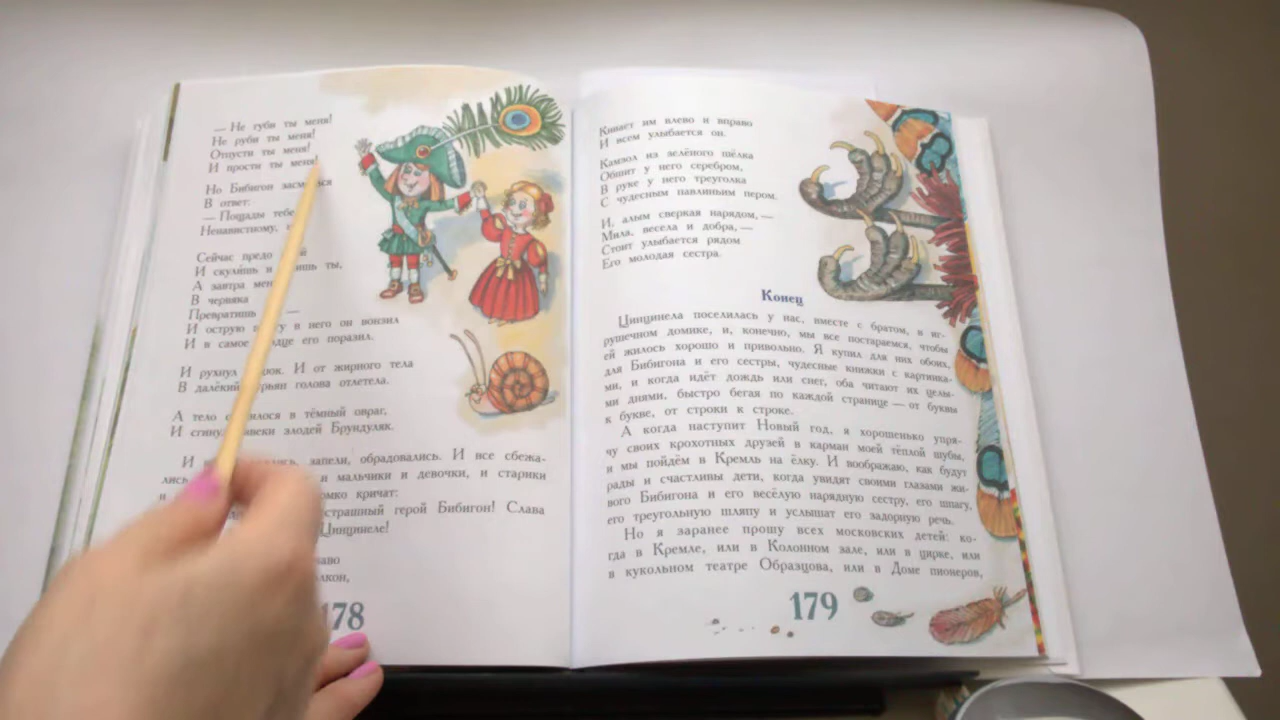 — Не губи ты меня!
Не руби ты меня!
Отпусти ты меня!
И прости ты меня!
Но Бибигон
В ответ:
— Пощады тебе
Ненавистному,
Сейчас предо
И скулишь и ты,
А завтра
В червяка
Превратишь —
И острую в него он вонзил
И в самое его поразил.
И рухнул И от жирного тела
В далёкий голова отлетела.
А тело в тёмный овраг,
И сгинул злодей Брундуляк.
И запели, обрадовались. И все сбежа-
лись и мальчики и девочки, и старики
и кричат:
герой Бибигон! Слава
Цинцинеле!
178
Кивает им влево и вправо
И всем улыбается он.
Камзол из зелёного шёлка
Обшит у него серебром,
В руке у него треуголка
С чудесным павлиньим пером.
И, алым сверкая нарядом, —
Мила, весела и добра, —
Стоит улыбается рядом
Его молодая сестра.
Конец
Цинцинела поселилась у нас, вместе с братом, в иг-
рушечном домике, и, конечно, мы все постараемся, чтобы
ей жилось хорошо и привольно. Я купил для них обоих,
для Бибигона и его сестры, чудесные книжки с картинка-
ми, и когда идёт дождь или снег, оба читают их целы-
ми днями, быстро бегая по каждой странице — от буквы
к букве, от строки к строке.
А когда наступит Новый год, я хорошенько упря-
чу своих крохотных друзей в карман моей тёплой шубы,
и мы пойдём в Кремль на ёлку. И воображаю, как будут
рады и счастливы дети, когда увидят своими глазами жи-
вого Бибигона и его весёлую нарядную сестру, его шпагу,
его треугольную шляпу и услышат его задорную речь.
Но я заранее прошу всех московских детей: ко-
гда в Кремле, или в Колонном зале, или в цирке, или
в кукольном театре Образцова, или в Доме пионеров,
179